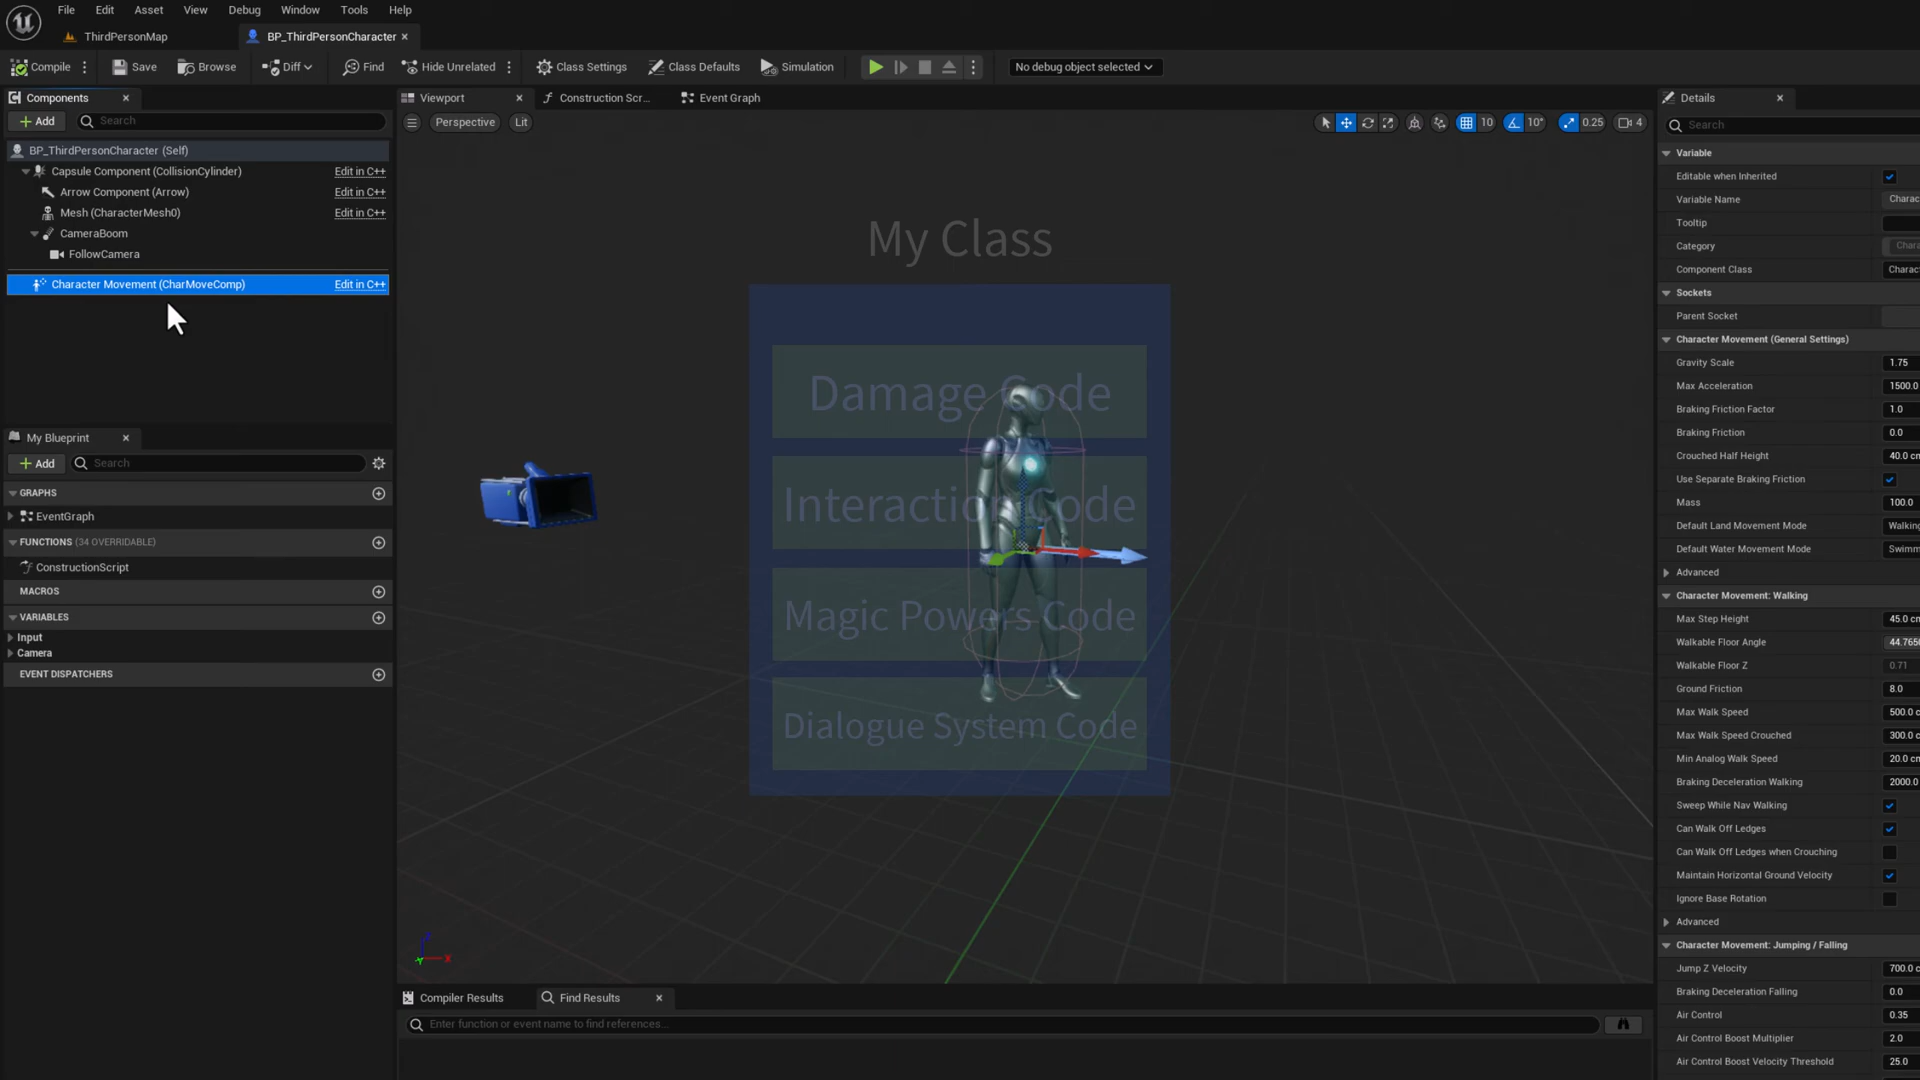 File Edit Asset View Debug Window Tools Help
ThirdPersonMap BP_ThirdPersonCharacter
Compile Save Browse Diff Find Hide Unrelated Class Settings Class Defaults Simulation No debug object selected
Components
Add Search
BP_ThirdPersonCharacter (Self)
Capsule Component (CollisionCylinder) Edit in C++
Arrow Component (Arrow) Edit in C++
Mesh (CharacterMesh0) Edit in C++
CameraBoom
FollowCamera
Character Movement (CharMoveComp) Edit in C++
My Blueprint
Add Search
GRAPHS
EventGraph
FUNCTIONS (34 OVERRIDABLE)
ConstructionScript
MACROS
VARIABLES
Input
Camera
EVENT DISPATCHERS
Viewport Construction Scr... Event Graph
Perspective Lit 10 10° 0.25 4
My Class
Damage Code
Interaction Code
Magic Powers Code
Dialogue System Code
Compiler Results Find Results
Enter function or event name to find references...
Details
Search
Variable
Editable when Inherited
Variable Name Charac
Tooltip
Category Chara
Component Class Charac
Sockets
Parent Socket
Character Movement (General Settings)
Gravity Scale 1.75
Max Acceleration 1500.0
Braking Friction Factor 1.0
Braking Friction 0.0
Crouched Half Height 40.0 c
Use Separate Braking Friction
Mass 100.0
Default Land Movement Mode Walkin
Default Water Movement Mode Swimm
Advanced
Character Movement: Walking
Max Step Height 45.0 c
Walkable Floor Angle 44.765
Walkable Floor Z 0.71
Ground Friction 8.0
Max Walk Speed 500.0 c
Max Walk Speed Crouched 300.0 c
Min Analog Walk Speed 20.0 c
Braking Deceleration Walking 2000.0
Sweep While Nav Walking
Can Walk Off Ledges
Can Walk Off Ledges when Crouching
Maintain Horizontal Ground Velocity
Ignore Base Rotation
Advanced
Character Movement: Jumping / Falling
Jump Z Velocity 700.0 c
Braking Deceleration Falling 0.0
Air Control 0.35
Air Control Boost Multiplier 2.0
Air Control Boost Velocity Threshold 25.0